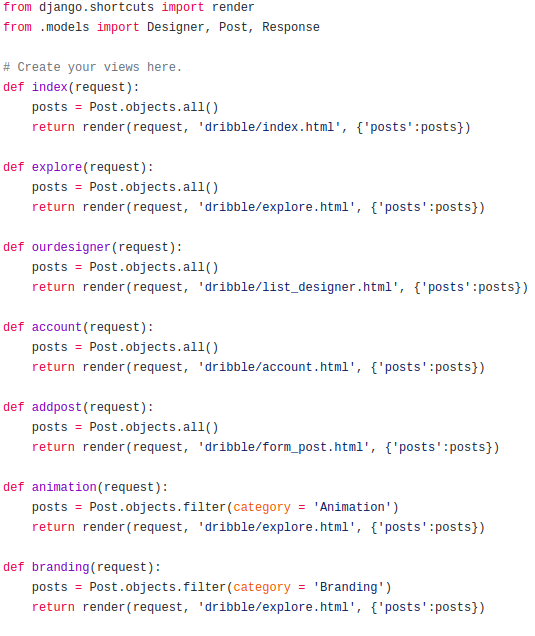 from django.shortcuts import render
from .models import Designer, Post, Response
# Create your views here.
def index(request):
    posts = Post.objects.all()
    return render(request, 'dribble/index.html', {'posts':posts})
def explore(request):
    posts = Post.objects.all()
    return render(request, 'dribble/explore.html', {'posts':posts})
def ourdesigner(request):
    posts = Post.objects.all()
    return render(request, 'dribble/list_designer.html', {'posts':posts})
def account(request):
    posts = Post.objects.all()
    return render(request, 'dribble/account.html', {'posts':posts})
def addpost(request):
    posts = Post.objects.all()
    return render(request, 'dribble/form_post.html', {'posts':posts})
def animation(request):
    posts = Post.objects.filter(category = 'Animation')
    return render(request, 'dribble/explore.html', {'posts':posts})
def branding(request):
    posts = Post.objects.filter(category = 'Branding')
    return render(request, 'dribble/explore.html', {'posts':posts})